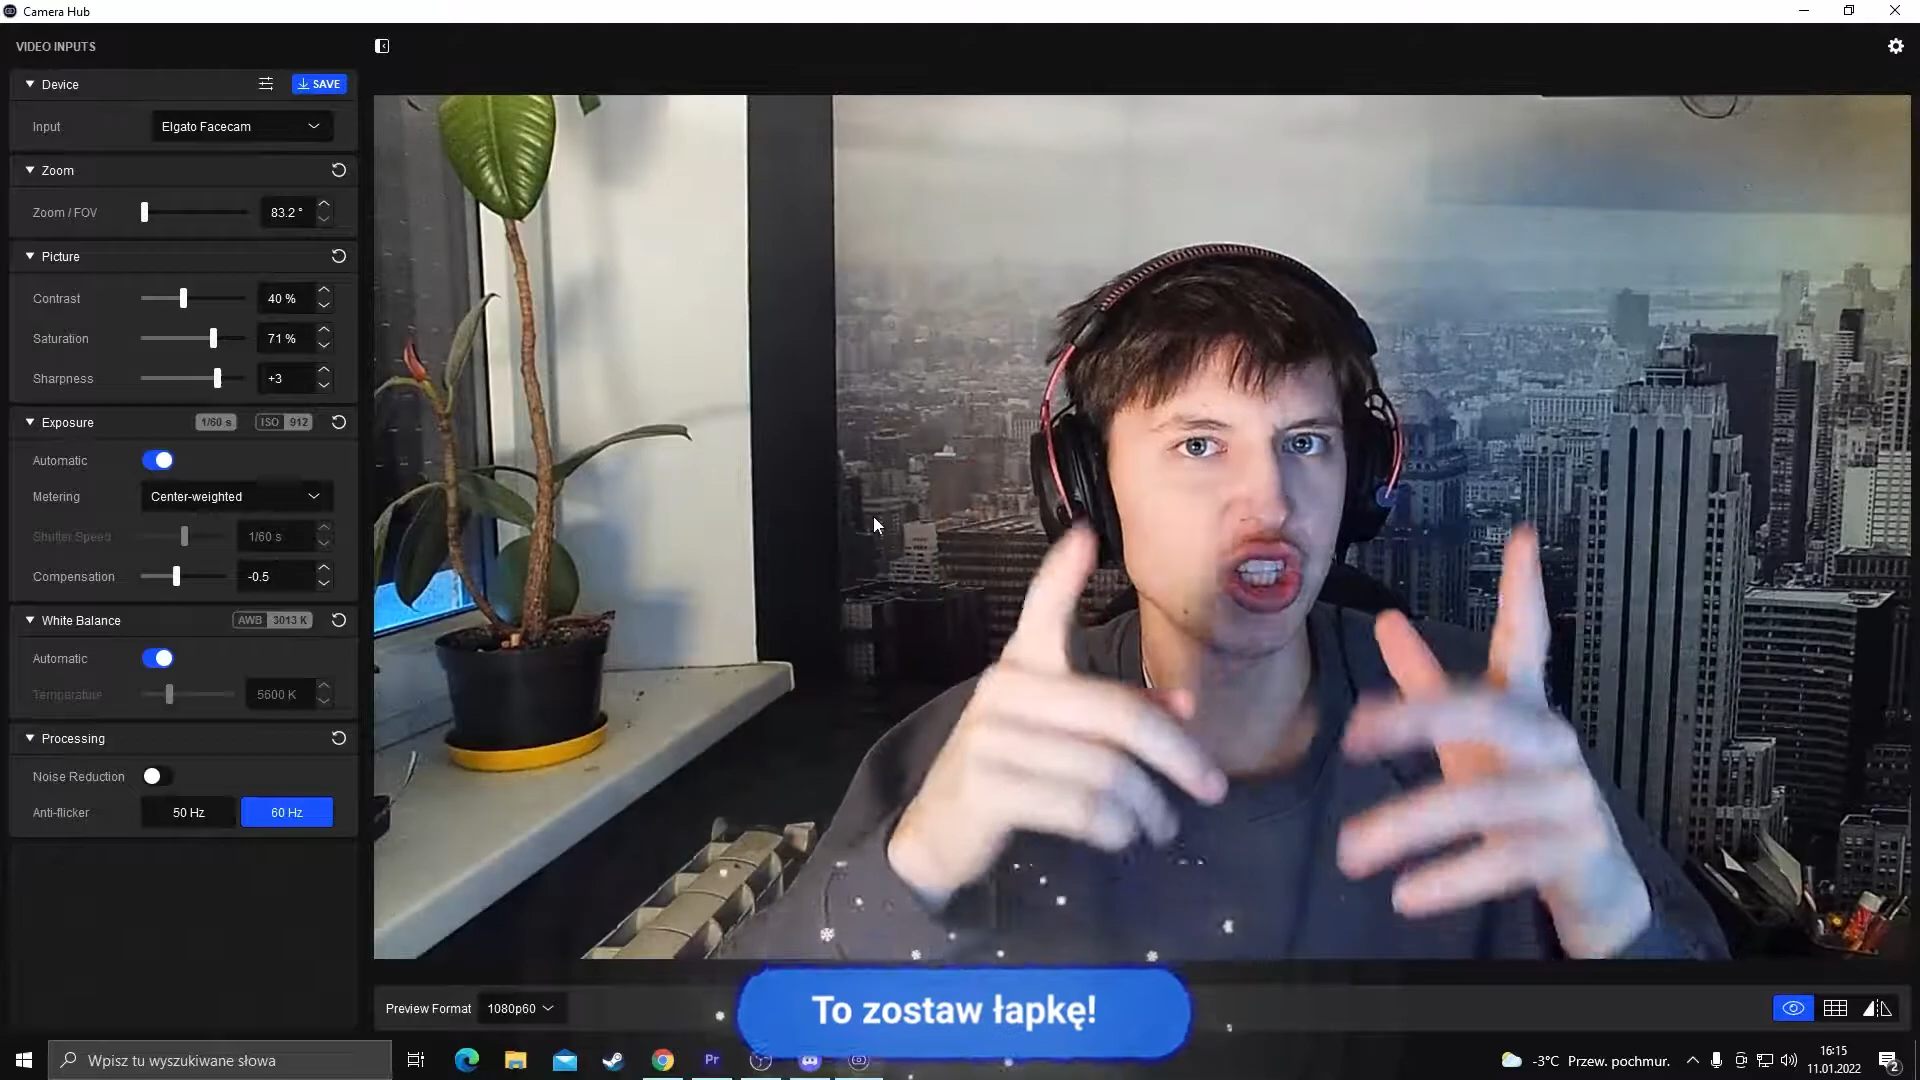 Camera Hub
VIDEO INPUTS
Device
SAVE
Input
Elgato Facecam
Zoom
Zoom / FOV
83.2 °
Picture
Contrast
40 %
Saturation
71 %
Sharpness
+3
Exposure
1/60 s
ISO 912
Automatic
Metering
Center-weighted
Shutter Speed
1/60 s
Compensation
-0.5
White Balance
AWB 3013 K
Automatic
Temperature
5600 K
Processing
Noise Reduction
Anti-flicker
50 Hz
60 Hz
Preview Format
1080p60
To zostaw łapkę!
Wpisz tu wyszukiwane słowa
Pr
-3°C Przew. pochmur.
16:15
11.01.2022
2